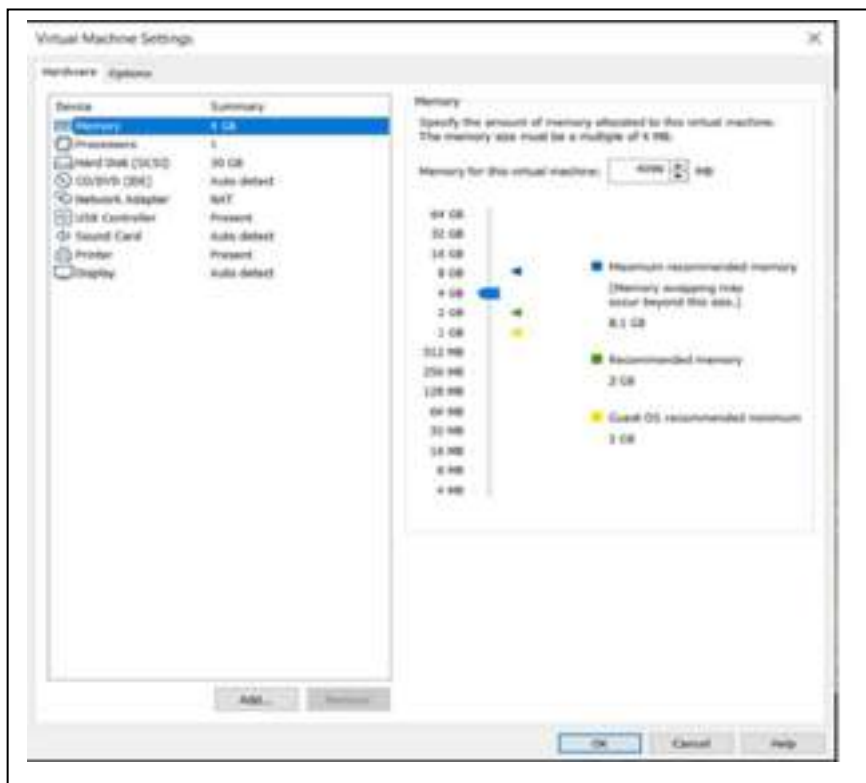 Virtual Machine Settings
Hardware Options
Device Summary
Memory 4 GB
Processors 1
Hard Disk (SCSI) 30 GB
CD/DVD (IDE) Auto detect
Network Adapter NAT
USB Controller Present
Sound Card Auto detect
Printer Present
Display Auto detect
Add...
Remove
Memory
Specify the amount of memory allocated to this virtual machine.
The memory size must be a multiple of 4 MB.
Memory for this virtual machine: 4096 MB
64 GB
32 GB
16 GB
8 GB
4 GB
2 GB
1 GB
512 MB
256 MB
128 MB
64 MB
32 MB
16 MB
8 MB
4 MB
Maximum recommended memory
(Memory swapping may
occur beyond this size.)
8.1 GB
Recommended memory
2 GB
Guest OS recommended minimum
1 GB
OK Cancel Help